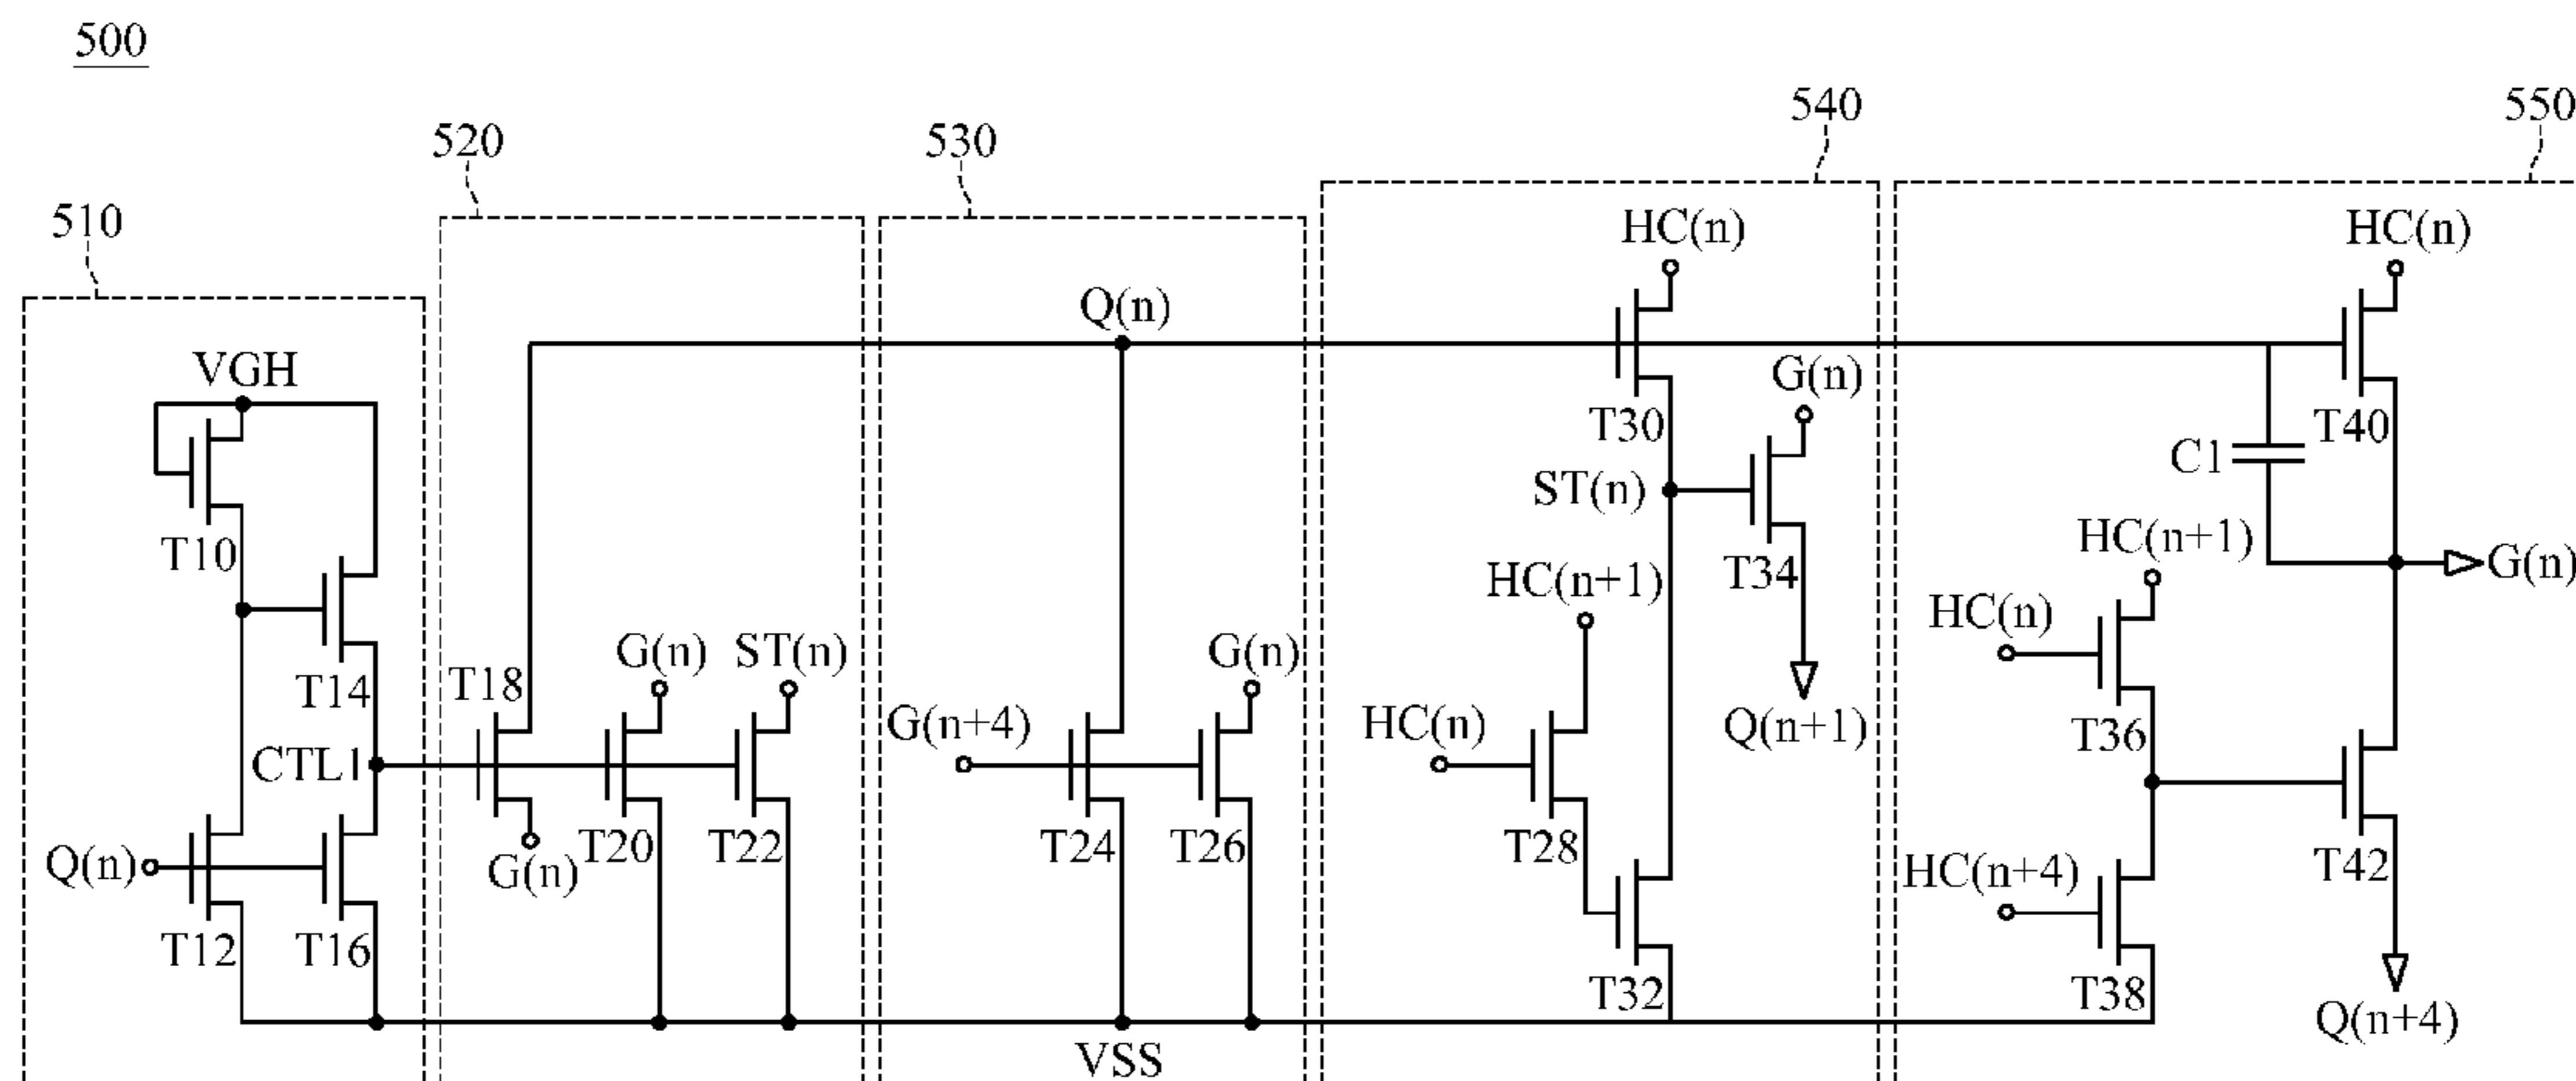 500
510
520
530
540
550
VGH
T10
T14
CTL1
Q(n)
T12
T16
T18
G(n)
G(n)
T20
ST(n)
T22
Q(n)
G(n+4)
T24
G(n)
T26
VSS
HC(n)
T30
G(n)
ST(n)
T34
Q(n+1)
HC(n+1)
HC(n)
T28
T32
HC(n)
T40
C1
G(n)
HC(n+1)
HC(n)
T36
HC(n+4)
T38
T42
Q(n+4)